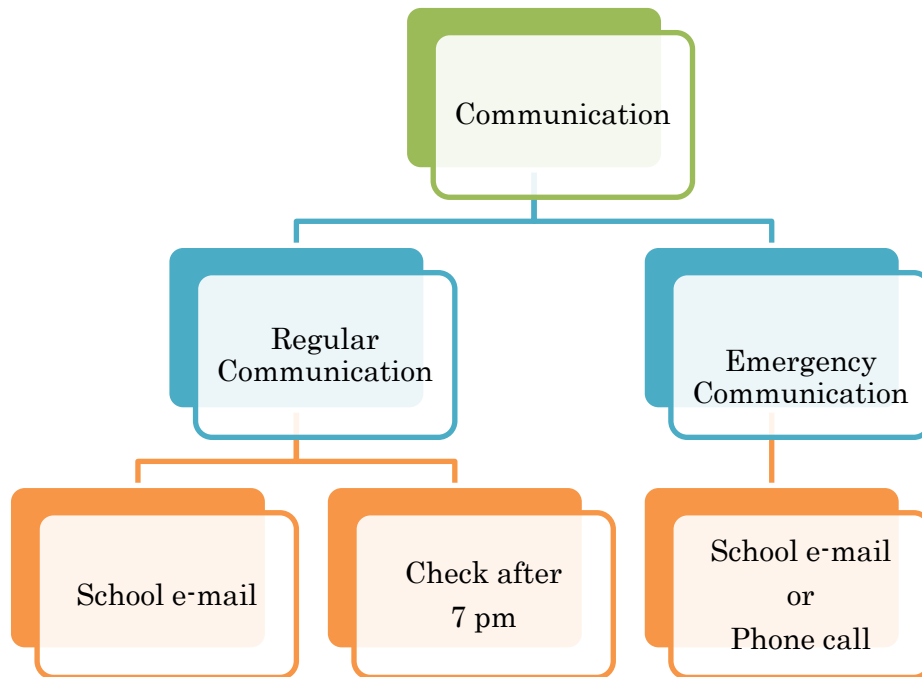 Communication
Regular
Communication
Emergency
Communication
School e-mail
Check after
7 pm
School e-mail
or
Phone call